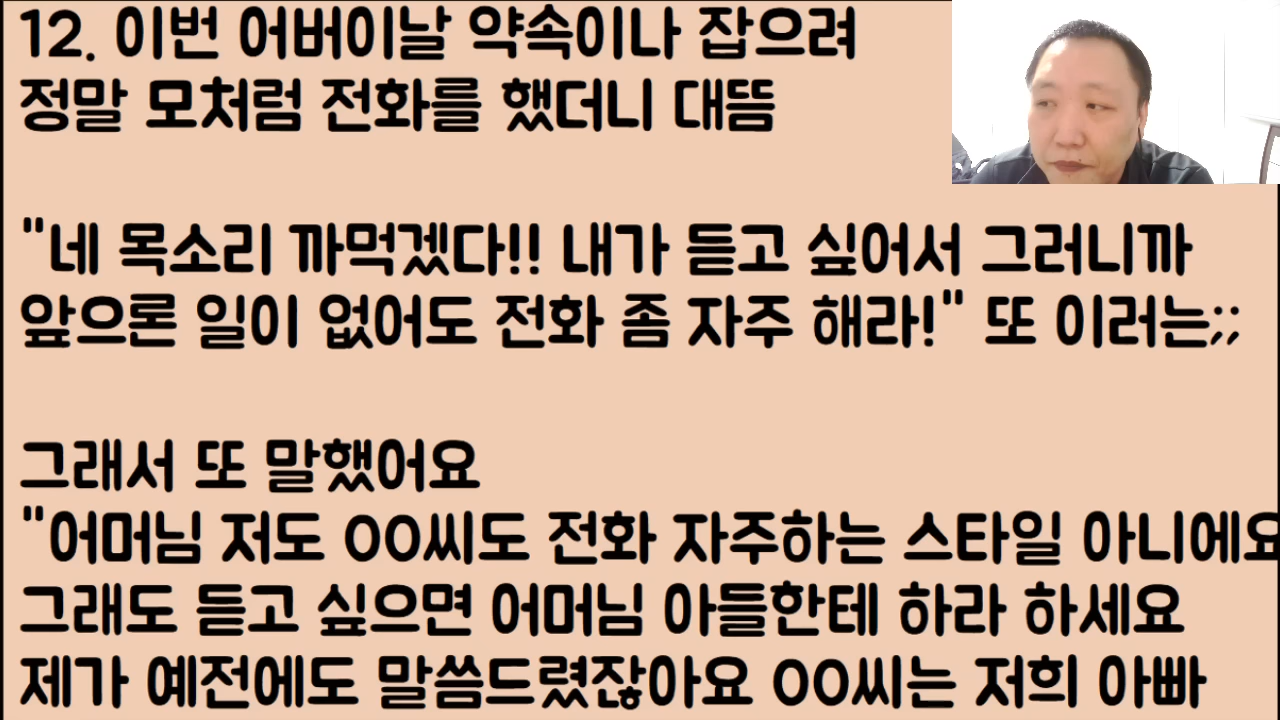 12. 이번 어버이날 약속이나 잡으려
정말 모처럼 전화를 했더니 대뜸
"네 목소리 까먹겠다!! 내가 듣고 싶어서 그러니까
앞으론 일이 없어도 전화 좀 자주 해라!" 또 이러는;;
그래서 또 말했어요
"어머님 저도 OO씨도 전화 자주하는 스타일 아니에요
그래도 듣고 싶으면 어머님 아들한테 하라 하세요
제가 예전에도 말씀드렸잖아요 OO씨는 저희 아빠